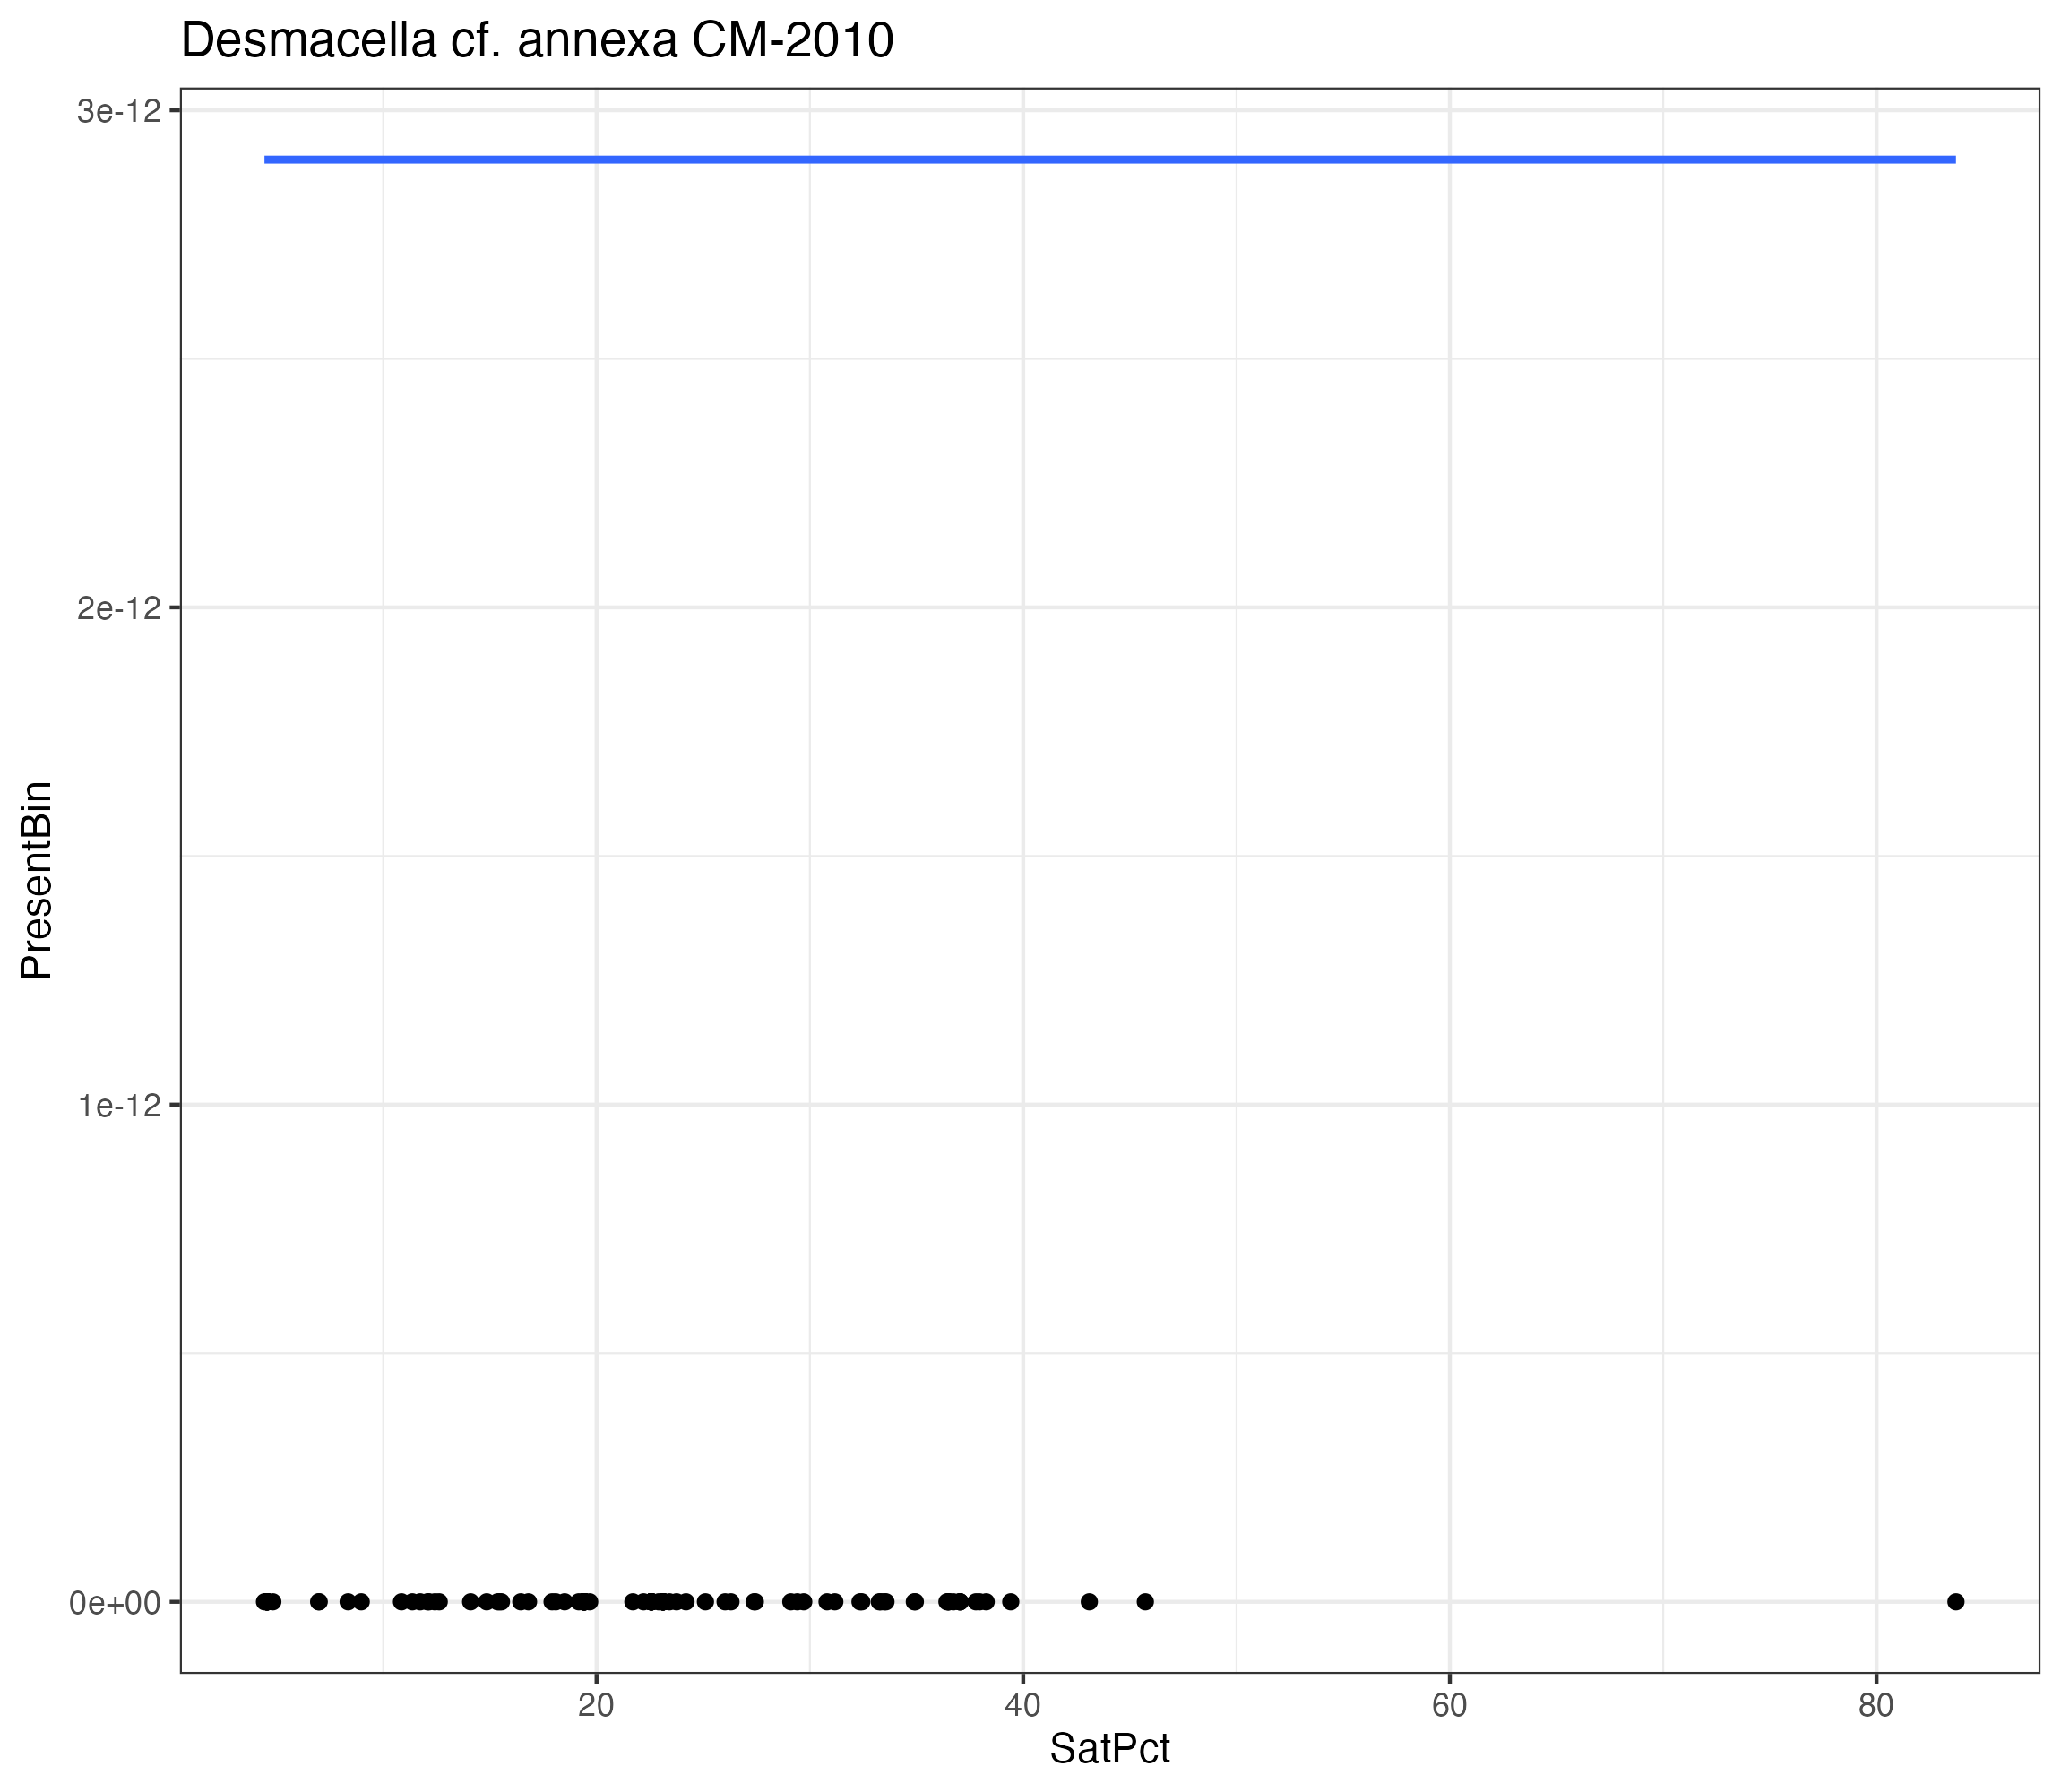 Desmacella cf. annexa CM-2010
3e-12
2e-12
1e-12
0e+00
PresentBin
20 40 60 80
SatPct